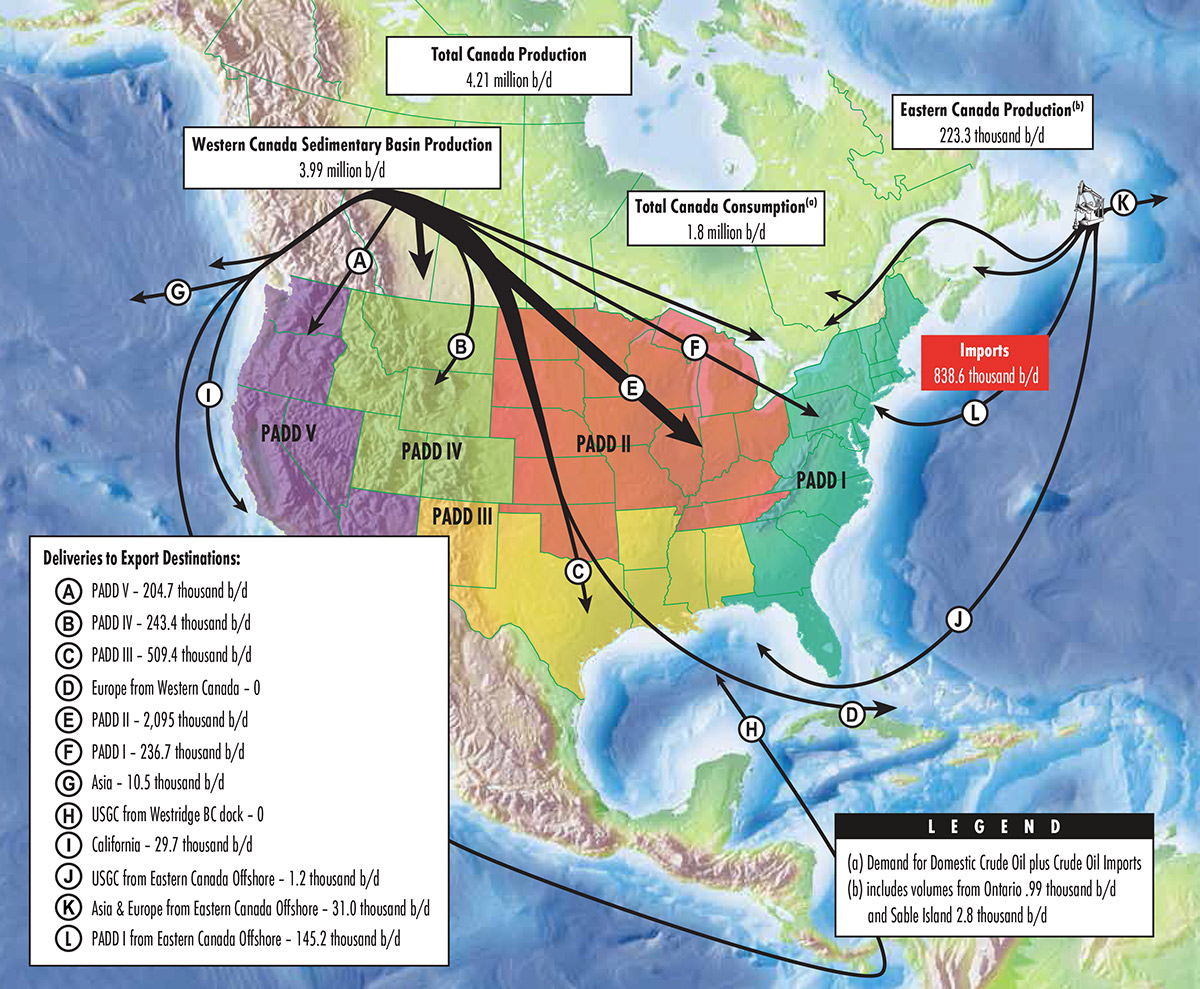 Total Canada Production
4.21 million b/d
Eastern Canada Production(b)
223.3 thousand b/d
Western Canada Sedimentary Basin Production
3.99 million b/d
Total Canada Consumption(a)
1.8 million b/d
K
A
G
B
F
Imports
838.6 thousand b/d
E
I
L
PADD V
PADD IV
PADD II
PADD I
PADD III
C
J
D
H
Deliveries to Export Destinations:
A PADD V – 204.7 thousand b/d
B PADD IV – 243.4 thousand b/d
C PADD III – 509.4 thousand b/d
D Europe from Western Canada – 0
E PADD II – 2,095 thousand b/d
F PADD I – 236.7 thousand b/d
G Asia – 10.5 thousand b/d
H USGC from Westridge BC dock – 0
I California – 29.7 thousand b/d
J USGC from Eastern Canada Offshore – 1.2 thousand b/d
K Asia & Europe from Eastern Canada Offshore – 31.0 thousand b/d
L PADD I from Eastern Canada Offshore – 145.2 thousand b/d
LEGEND
(a) Demand for Domestic Crude Oil plus Crude Oil Imports
(b) includes volumes from Ontario .99 thousand b/d
and Sable Island 2.8 thousand b/d